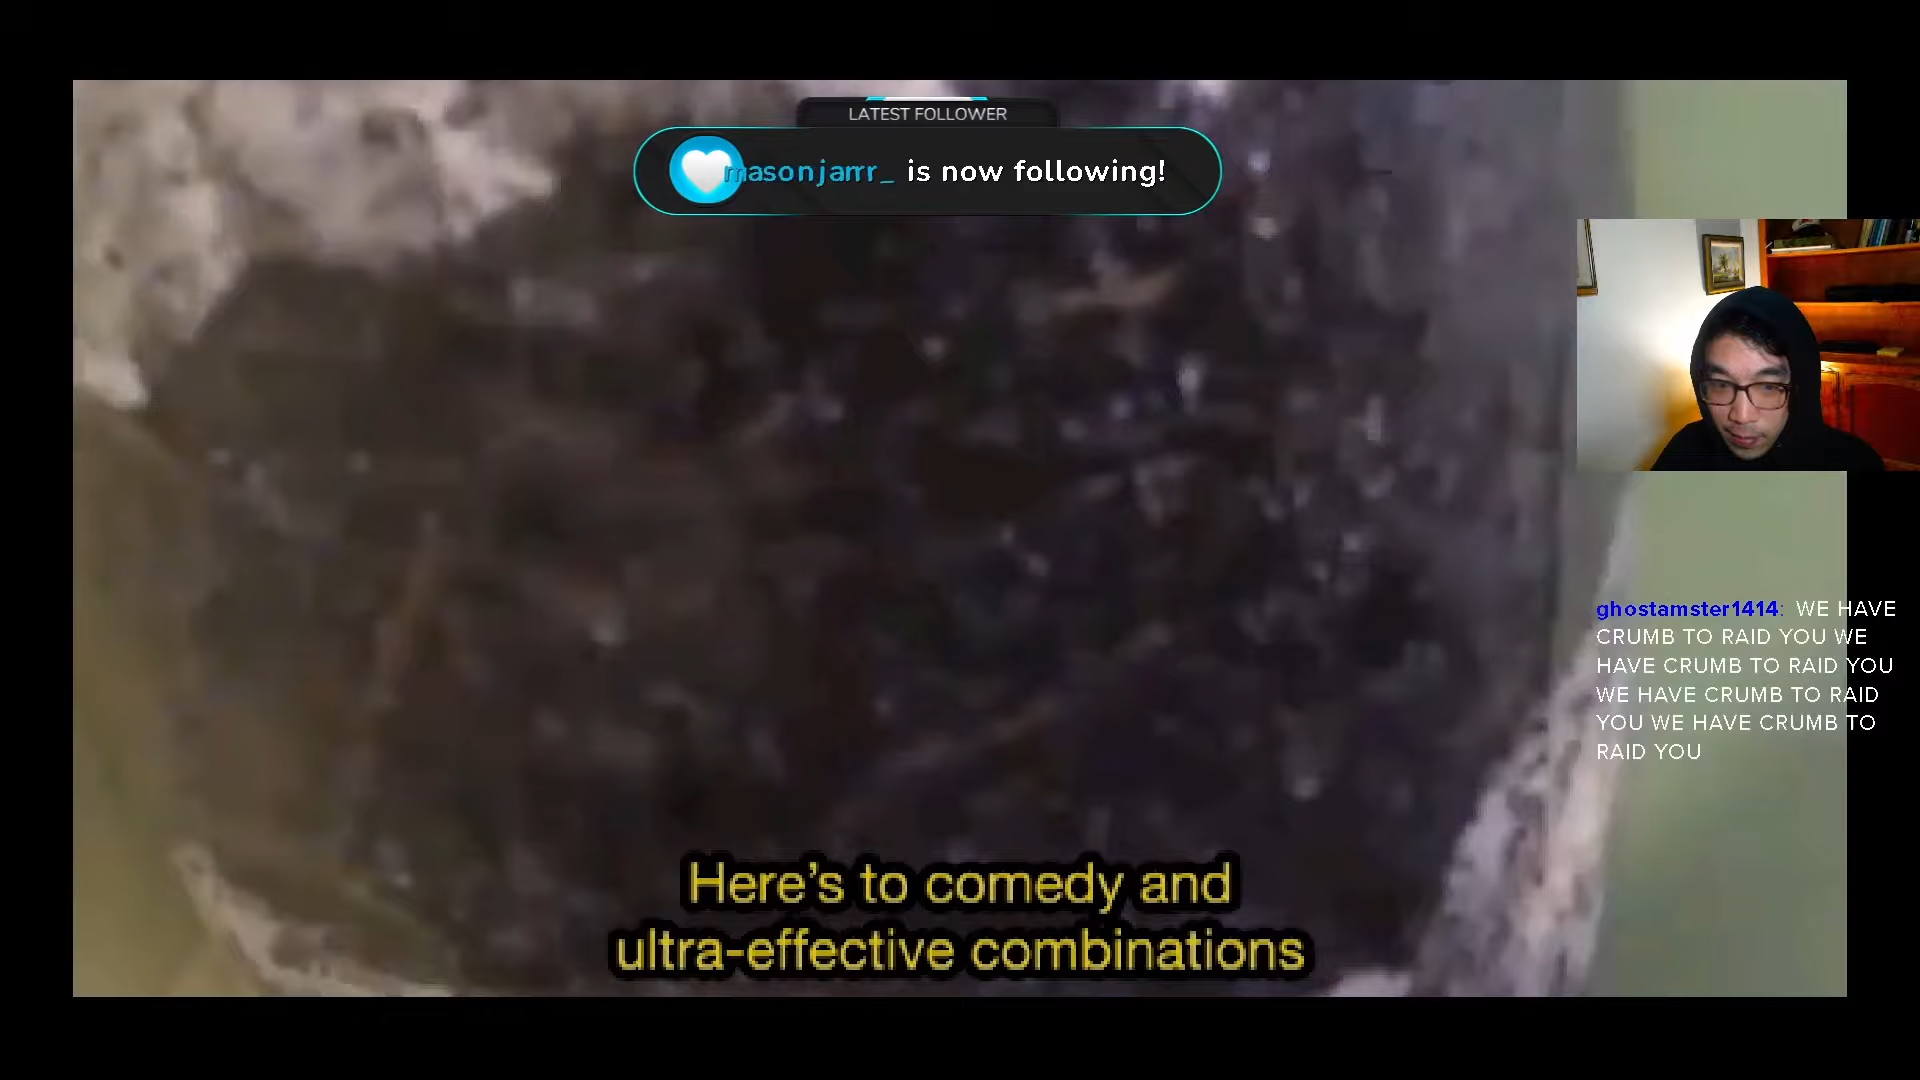 LATEST FOLLOWER
masonjarrr_ is now following!
ghostamster1414: WE HAVE
CRUMB TO RAID YOU WE
HAVE CRUMB TO RAID YOU
WE HAVE CRUMB TO RAID
YOU WE HAVE CRUMB TO
RAID YOU
Here's to comedy and
ultra-effective combinations